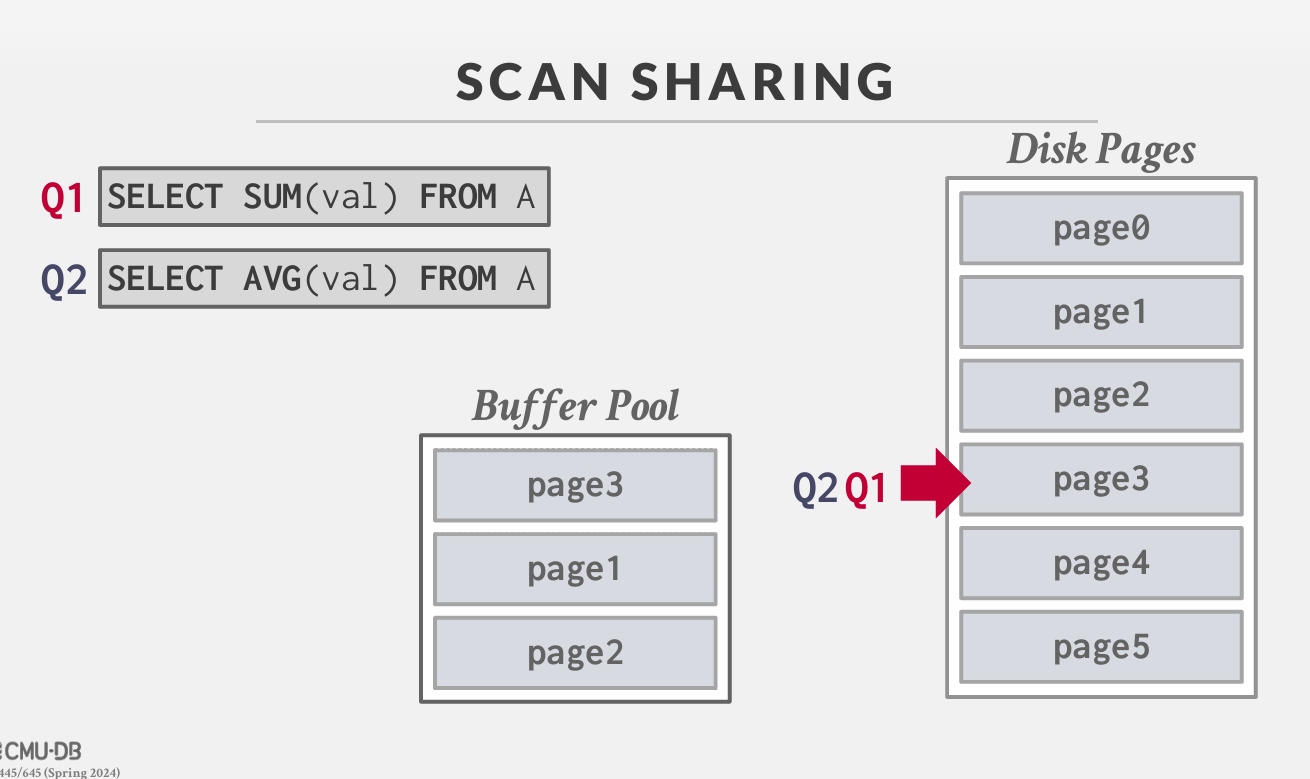 SCAN SHARING
Q1 SELECT SUM(val) FROM A
Q2 SELECT AVG(val) FROM A
Buffer Pool
page3
page1
page2
Q2 Q1
Disk Pages
page0
page1
page2
page3
page4
page5
CMU·DB
445/645 (Spring 2024)